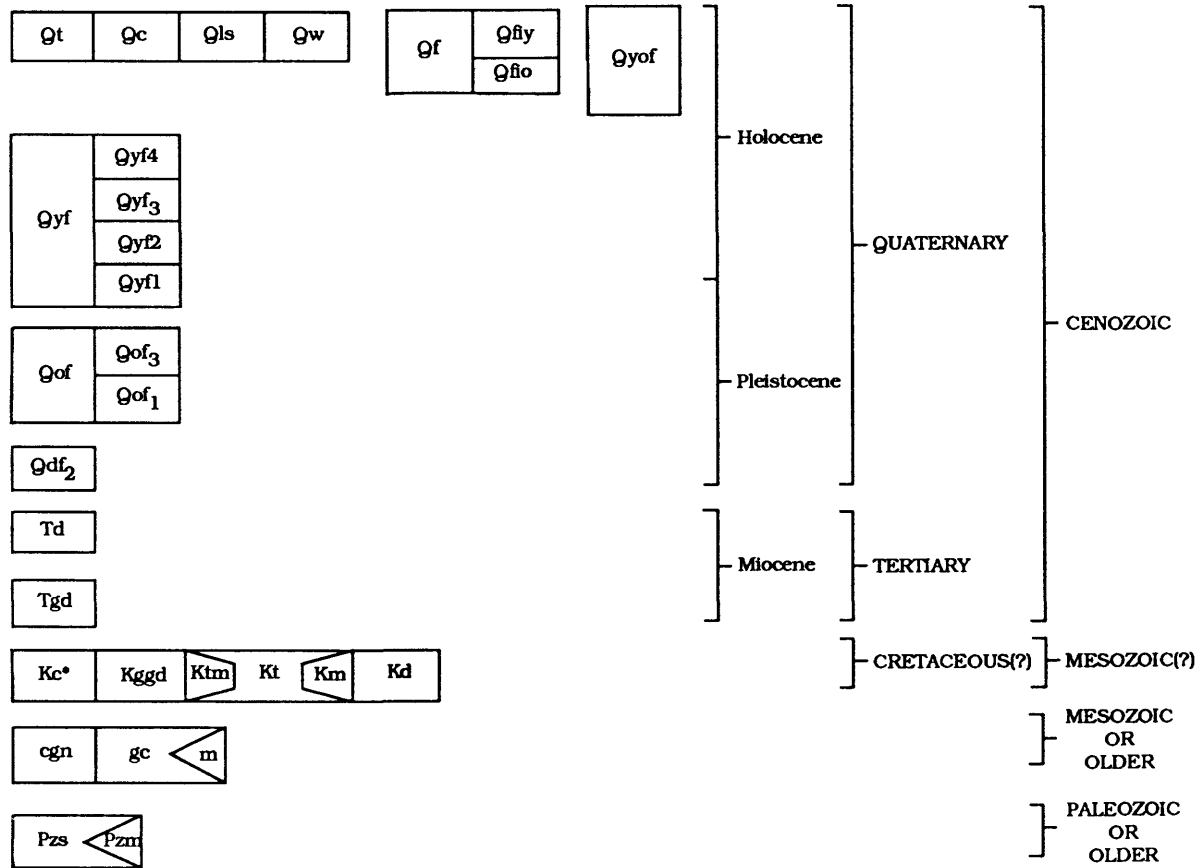 Qt Qc Qls Qw
Qf Qfiy
Qfio
Qyof
Holocene
Qyf Qyf4
Qyf3
Qyf2
Qyf1
QUATERNARY
CENOZOIC
Qof Qof3
Qof1
Pleistocene
Qdf2
Td
Miocene TERTIARY
Tgd
Kc* Kggd Ktm Kt Km Kd CRETACEOUS(?) MESOZOIC(?)
cgn gc m MESOZOIC
OR
OLDER
Pzs Pzm PALEOZOIC
OR
OLDER